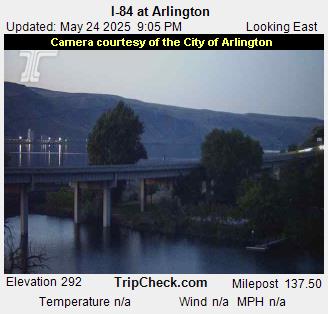 I-84 at Arlington
Updated: May 24 2025 9:05 PM Looking East
Camera courtesy of the City of Arlington
Elevation 292 TripCheck.com Milepost 137.50
Temperature n/a Wind n/a MPH n/a